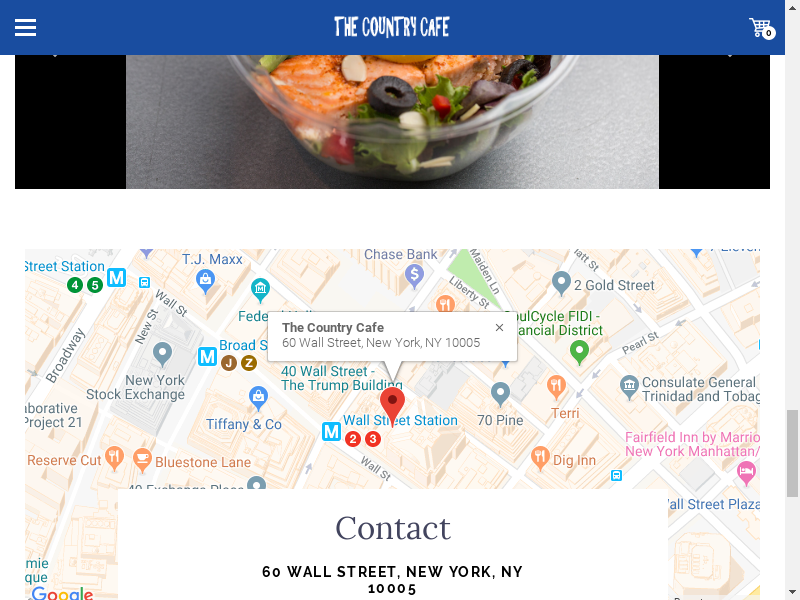 THE COUNTRY CAFE
0
Street Station
4 5 M
T.J. Maxx
Chase Bank
Maiden Ln
Liberty St
2 Gold Street
Wall St
New St
Broadway
The Country Cafe
60 Wall Street, New York, NY 10005
SoulCycle FIDI -
Financial District
Pearl St
M Broad S
J Z
New York
Stock Exchange
40 Wall Street -
The Trump Building
Consulate General
Trinidad and Tobag
Tiffany & Co
Wall Street Station
M 2 3
70 Pine
Terri
aborative
Project 21
Fairfield Inn by Marrio
New York Manhattan/
Reserve Cut
Bluestone Lane
Wall St
Dig Inn
40 Exchange Place
Wall Street Plaza
Contact
60 WALL STREET, NEW YORK, NY
10005
mie
que
Google